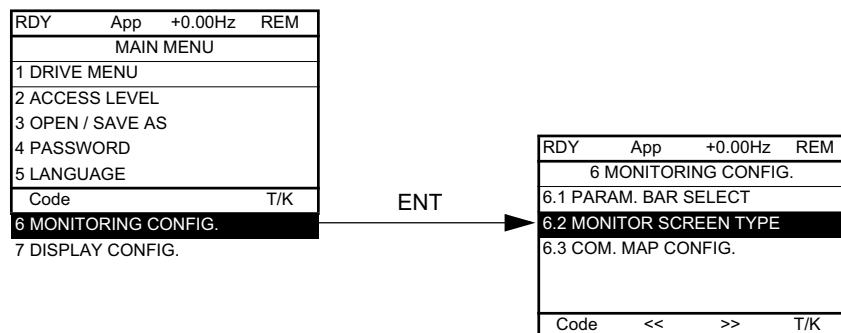 RDY App +0.00Hz REM
MAIN MENU
1 DRIVE MENU
2 ACCESS LEVEL
3 OPEN / SAVE AS
4 PASSWORD
5 LANGUAGE
Code T/K
6 MONITORING CONFIG.
7 DISPLAY CONFIG.
ENT
RDY App +0.00Hz REM
6 MONITORING CONFIG.
6.1 PARAM. BAR SELECT
6.2 MONITOR SCREEN TYPE
6.3 COM. MAP CONFIG.
Code << >> T/K